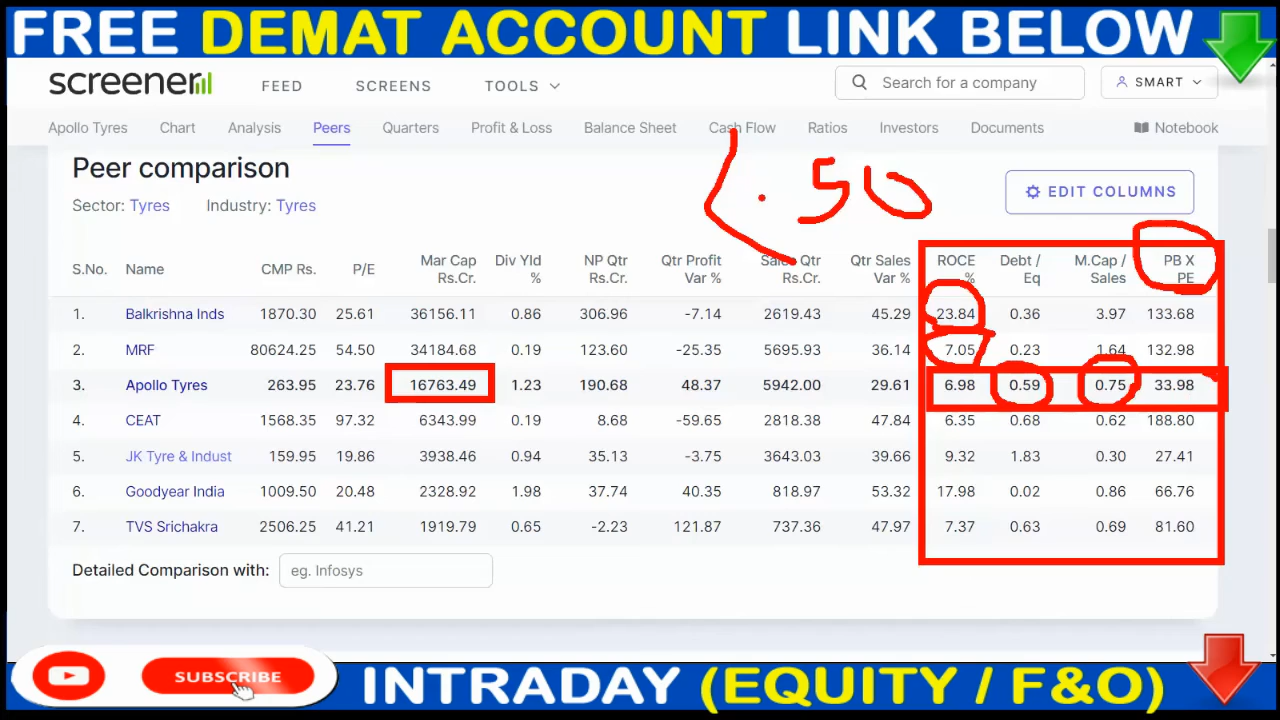 FREE DEMAT ACCOUNT LINK BELOW
screener FEED SCREENS TOOLS Search for a company SMART
Apollo Tyres Chart Analysis Peers Quarters Profit & Loss Balance Sheet Cash Flow Ratios Investors Documents Notebook
Peer comparison
Sector: Tyres Industry: Tyres
.50
EDIT COLUMNS
S.No. Name CMP Rs. P/E Mar Cap Rs.Cr. Div Yld % NP Qtr Rs.Cr. Qtr Profit Var % Sales Qtr Rs.Cr. Qtr Sales Var % ROCE % Debt / Eq M.Cap / Sales PB X PE
1. Balkrishna Inds 1870.30 25.61 36156.11 0.86 306.96 -7.14 2619.43 45.29 23.84 0.36 3.97 133.68
2. MRF 80624.25 54.50 34184.68 0.19 123.60 -25.35 5695.93 36.14 7.05 0.23 1.64 132.98
3. Apollo Tyres 263.95 23.76 16763.49 1.23 190.68 48.37 5942.00 29.61 6.98 0.59 0.75 33.98
4. CEAT 1568.35 97.32 6343.99 0.19 8.68 -59.65 2818.38 47.84 6.35 0.68 0.62 188.80
5. JK Tyre & Indust 159.95 19.86 3938.46 0.94 35.13 -3.75 3643.03 39.66 9.32 1.83 0.30 27.41
6. Goodyear India 1009.50 20.48 2328.92 1.98 37.74 40.35 818.97 53.32 17.98 0.02 0.86 66.76
7. TVS Srichakra 2506.25 41.21 1919.79 0.65 -2.23 121.87 737.36 47.97 7.37 0.63 0.69 81.60
Detailed Comparison with: eg. Infosys
SUBSCRIBE
INTRADAY (EQUITY / F&O)